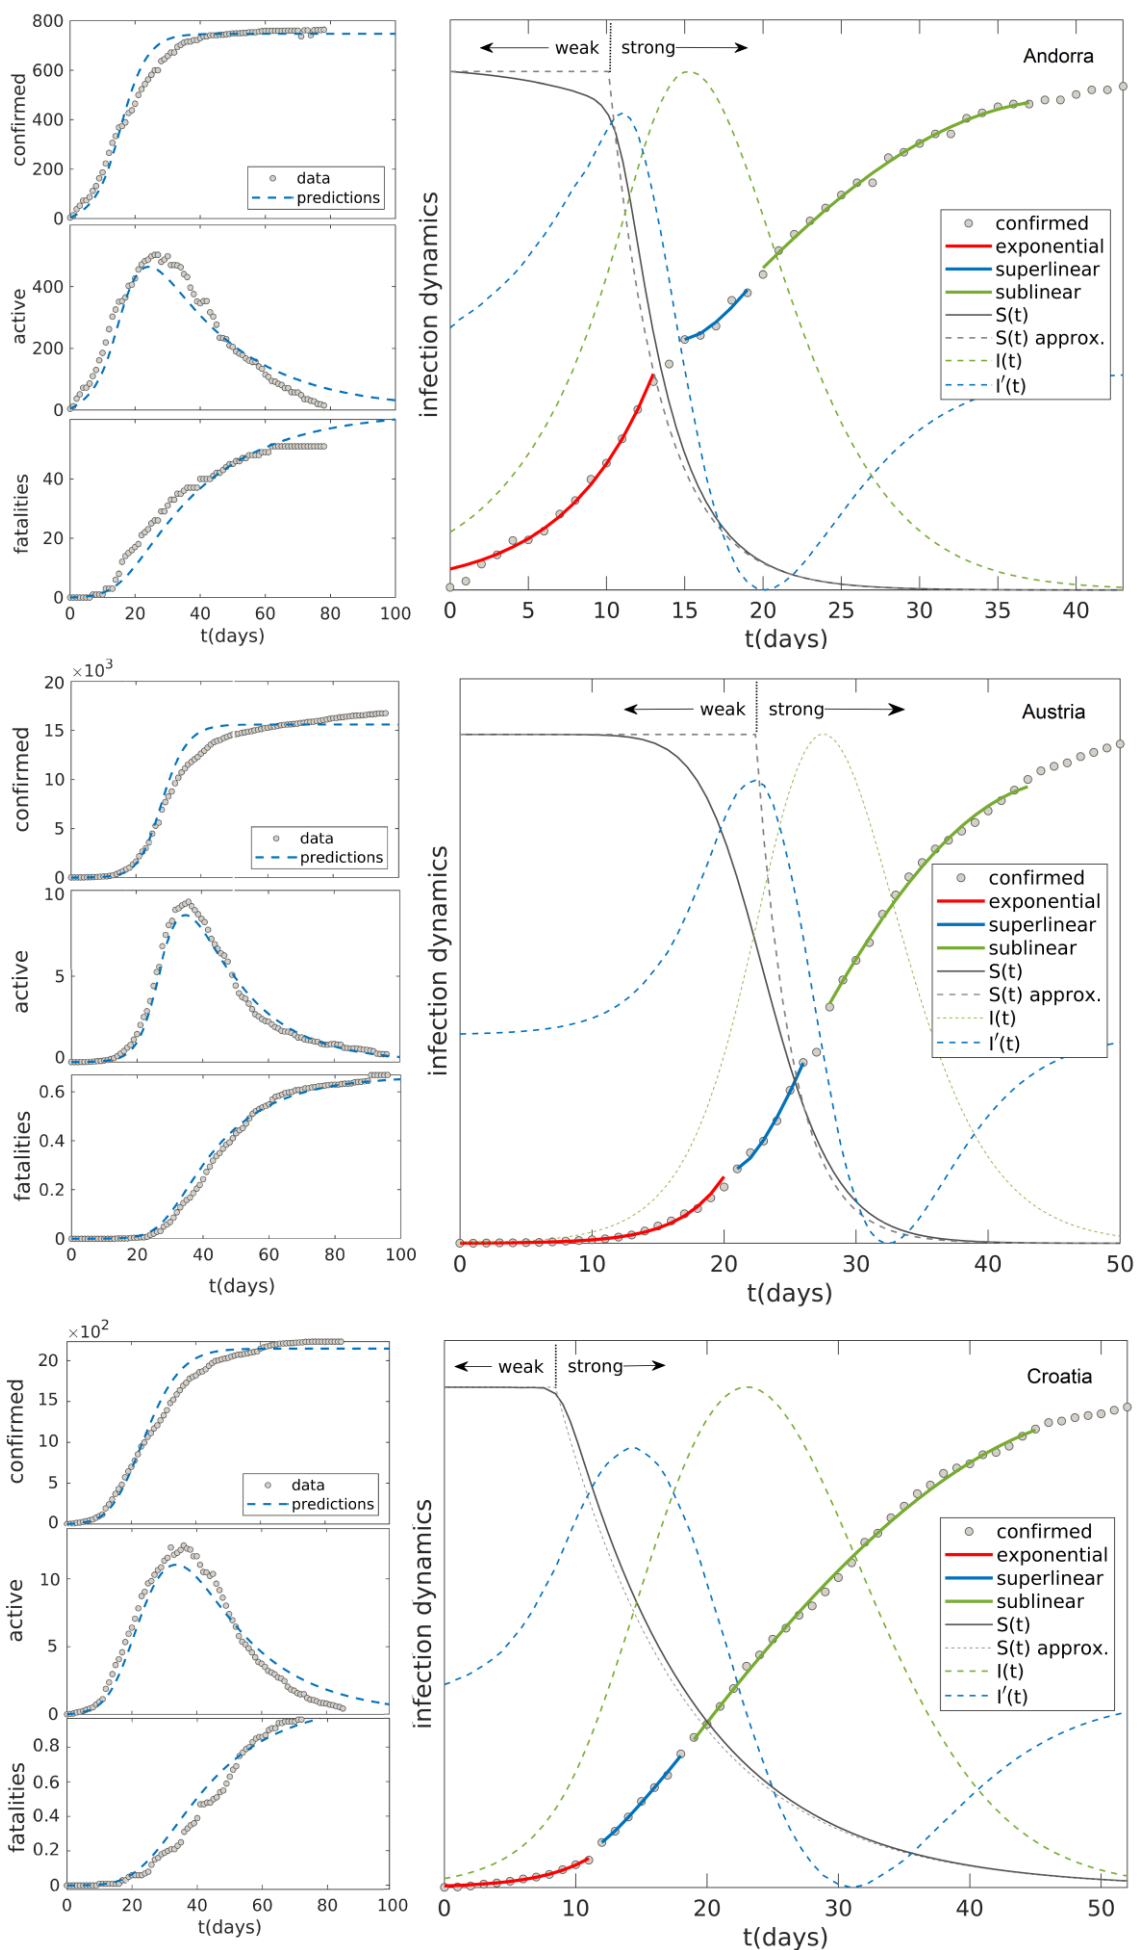 800
600
400
200
0
confirmed
data
predictions
400
200
0
active
40
20
0
fatalities
0 20 40 60 80 100
t(days)
weak strong
Andorra
infection dynamics
confirmed
exponential
superlinear
sublinear
S(t)
S(t) approx.
I(t)
I′(t)
0 5 10 15 20 25 30 35 40
t(days)
×10³
20
15
10
5
0
confirmed
data
predictions
10
5
0
active
0.6
0.4
0.2
0
fatalities
0 20 40 60 80 100
t(days)
weak strong
Austria
infection dynamics
confirmed
exponential
superlinear
sublinear
S(t)
S(t) approx.
I(t)
I′(t)
0 10 20 30 40 50
t(days)
×10²
20
15
10
5
0
confirmed
data
predictions
10
5
0
active
0.8
0.6
0.4
0.2
0
fatalities
0 20 40 60 80 100
t(days)
weak strong
Croatia
infection dynamics
confirmed
exponential
superlinear
sublinear
S(t)
S(t) approx.
I(t)
I′(t)
0 10 20 30 40 50
t(days)